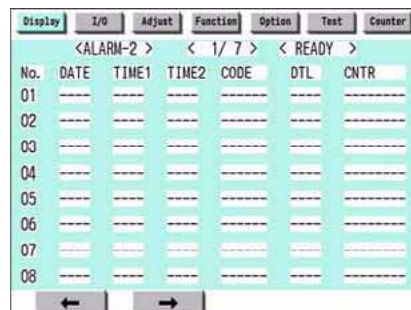 Display I/O Adjust Function Option Test Counter
<ALARM-2 > < 1/ 7 > < READY >
No. DATE TIME1 TIME2 CODE DTL CNTR
01 ---- ---- ---- -------- ---- --------
02 ---- ---- ---- -------- ---- --------
03 ---- ---- ---- -------- ---- --------
04 ---- ---- ---- -------- ---- --------
05 ---- ---- ---- -------- ---- --------
06 ---- ---- ---- -------- ---- --------
07 ---- ---- ---- -------- ---- --------
08 ---- ---- ---- -------- ---- --------
← →